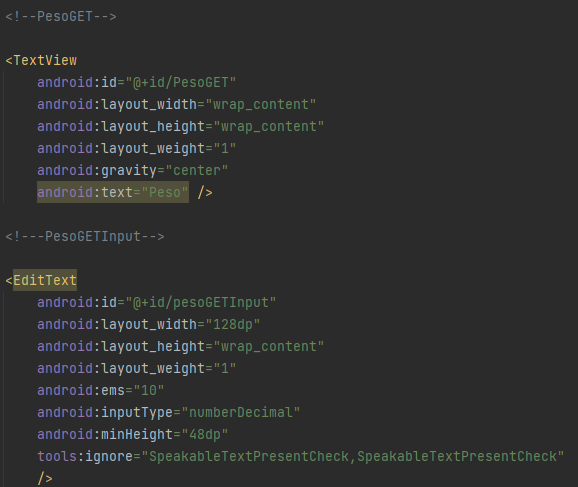 <!--PesoGET-->
<TextView
android:id="@+id/PesoGET"
android:layout_width="wrap_content"
android:layout_height="wrap_content"
android:layout_weight="1"
android:gravity="center"
android:text="Peso" />
<!---PesoGETInput-->
<EditText
android:id="@+id/pesoGETInput"
android:layout_width="128dp"
android:layout_height="wrap_content"
android:layout_weight="1"
android:ems="10"
android:inputType="numberDecimal"
android:minHeight="48dp"
tools:ignore="SpeakableTextPresentCheck,SpeakableTextPresentCheck"
/>